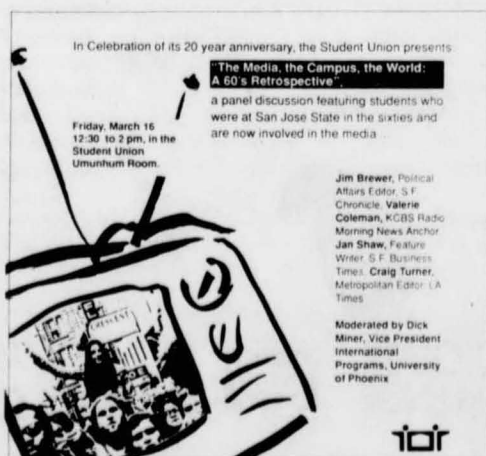 In Celebration of its 20 year anniversary, the Student Union presents
"The Media, the Campus, the World:
A 60's Retrospective".
a panel discussion featuring students who
were at San Jose State in the sixties and
are now involved in the media ...
Friday, March 16
12:30 to 2 pm, in the
Student Union
Umunhum Room.
Jim Brewer, Political
Affairs Editor, S.F.
Chronicle, Valerie
Coleman, KCBS Radio
Morning News Anchor
Jan Shaw, Feature
Writer, S.F. Business
Times, Craig Turner,
Metropolitan Editor, LA
Times
Moderated by Dick
Miner, Vice President
International
Programs, University
of Phoenix
CRESCENT